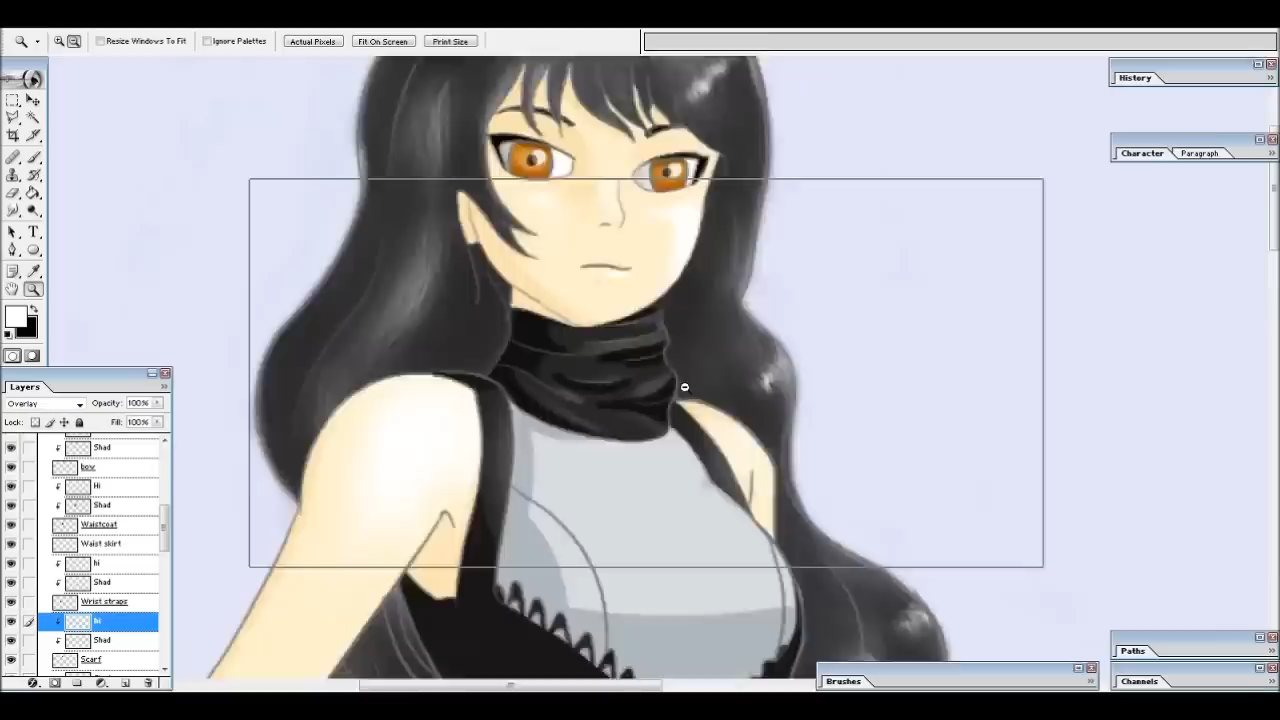 Resize Windows To Fit
Ignore Palettes
Actual Pixels
Fit On Screen
Print Size
History
Character
Paragraph
Layers
Overlay
Opacity: 100%
Lock:
Fill: 100%
Shad
bow
Hi
Shad
Waistcoat
Waist skirt
hi
Shad
Wrist straps
hi
Shad
Scarf
Brushes
Paths
Channels